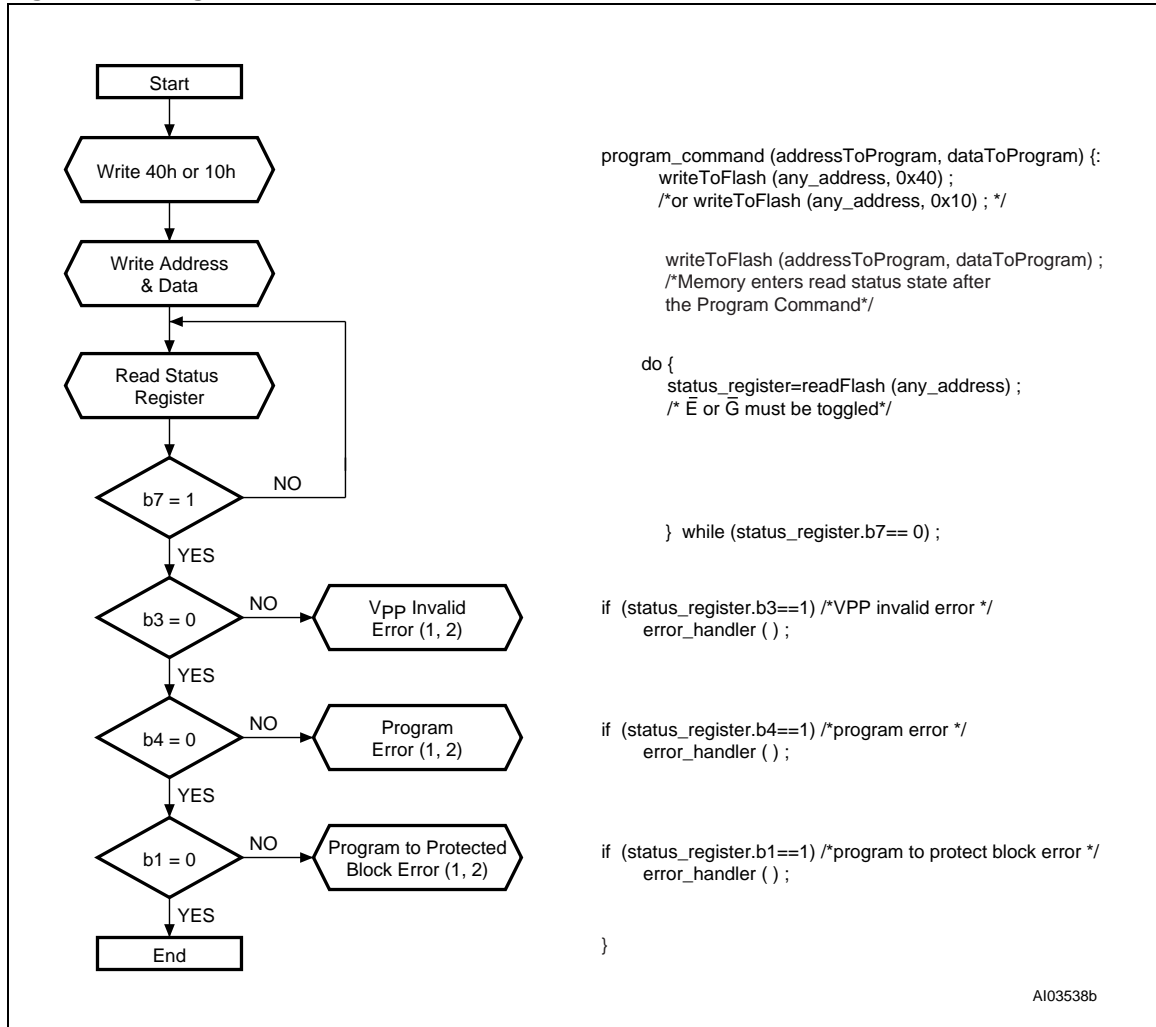 Start
Write 40h or 10h
Write Address
& Data
Read Status
Register
b7 = 1
NO
YES
b3 = 0
NO
VPP Invalid
Error (1, 2)
YES
b4 = 0
NO
Program
Error (1, 2)
YES
b1 = 0
NO
Program to Protected
Block Error (1, 2)
YES
End
program_command (addressToProgram, dataToProgram) {:
writeToFlash (any_address, 0x40) ;
/*or writeToFlash (any_address, 0x10) ; */
writeToFlash (addressToProgram, dataToProgram) ;
/*Memory enters read status state after
the Program Command*/
do {
status_register=readFlash (any_address) ;
/* E̅ or G̅ must be toggled*/
} while (status_register.b7== 0) ;
if (status_register.b3==1) /*VPP invalid error */
error_handler ( ) ;
if (status_register.b4==1) /*program error */
error_handler ( ) ;
if (status_register.b1==1) /*program to protect block error */
error_handler ( ) ;
}
AI03538b